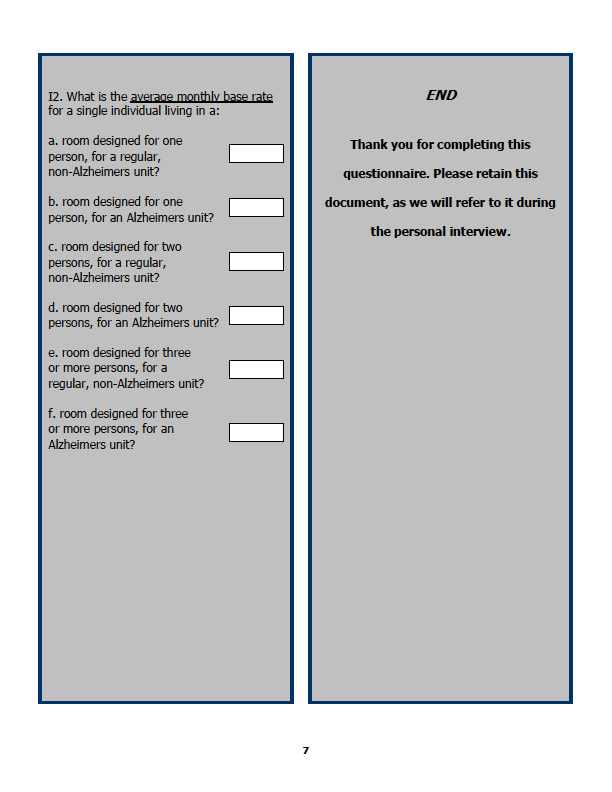 I2. What is the average monthly base rate
for a single individual living in a:
a. room designed for one
person, for a regular,
non-Alzheimers unit?
b. room designed for one
person, for an Alzheimers unit?
c. room designed for two
persons, for a regular,
non-Alzheimers unit?
d. room designed for two
persons, for an Alzheimers unit?
e. room designed for three
or more persons, for a
regular, non-Alzheimers unit?
f. room designed for three
or more persons, for an
Alzheimers unit?
END
Thank you for completing this
questionnaire. Please retain this
document, as we will refer to it during
the personal interview.
7